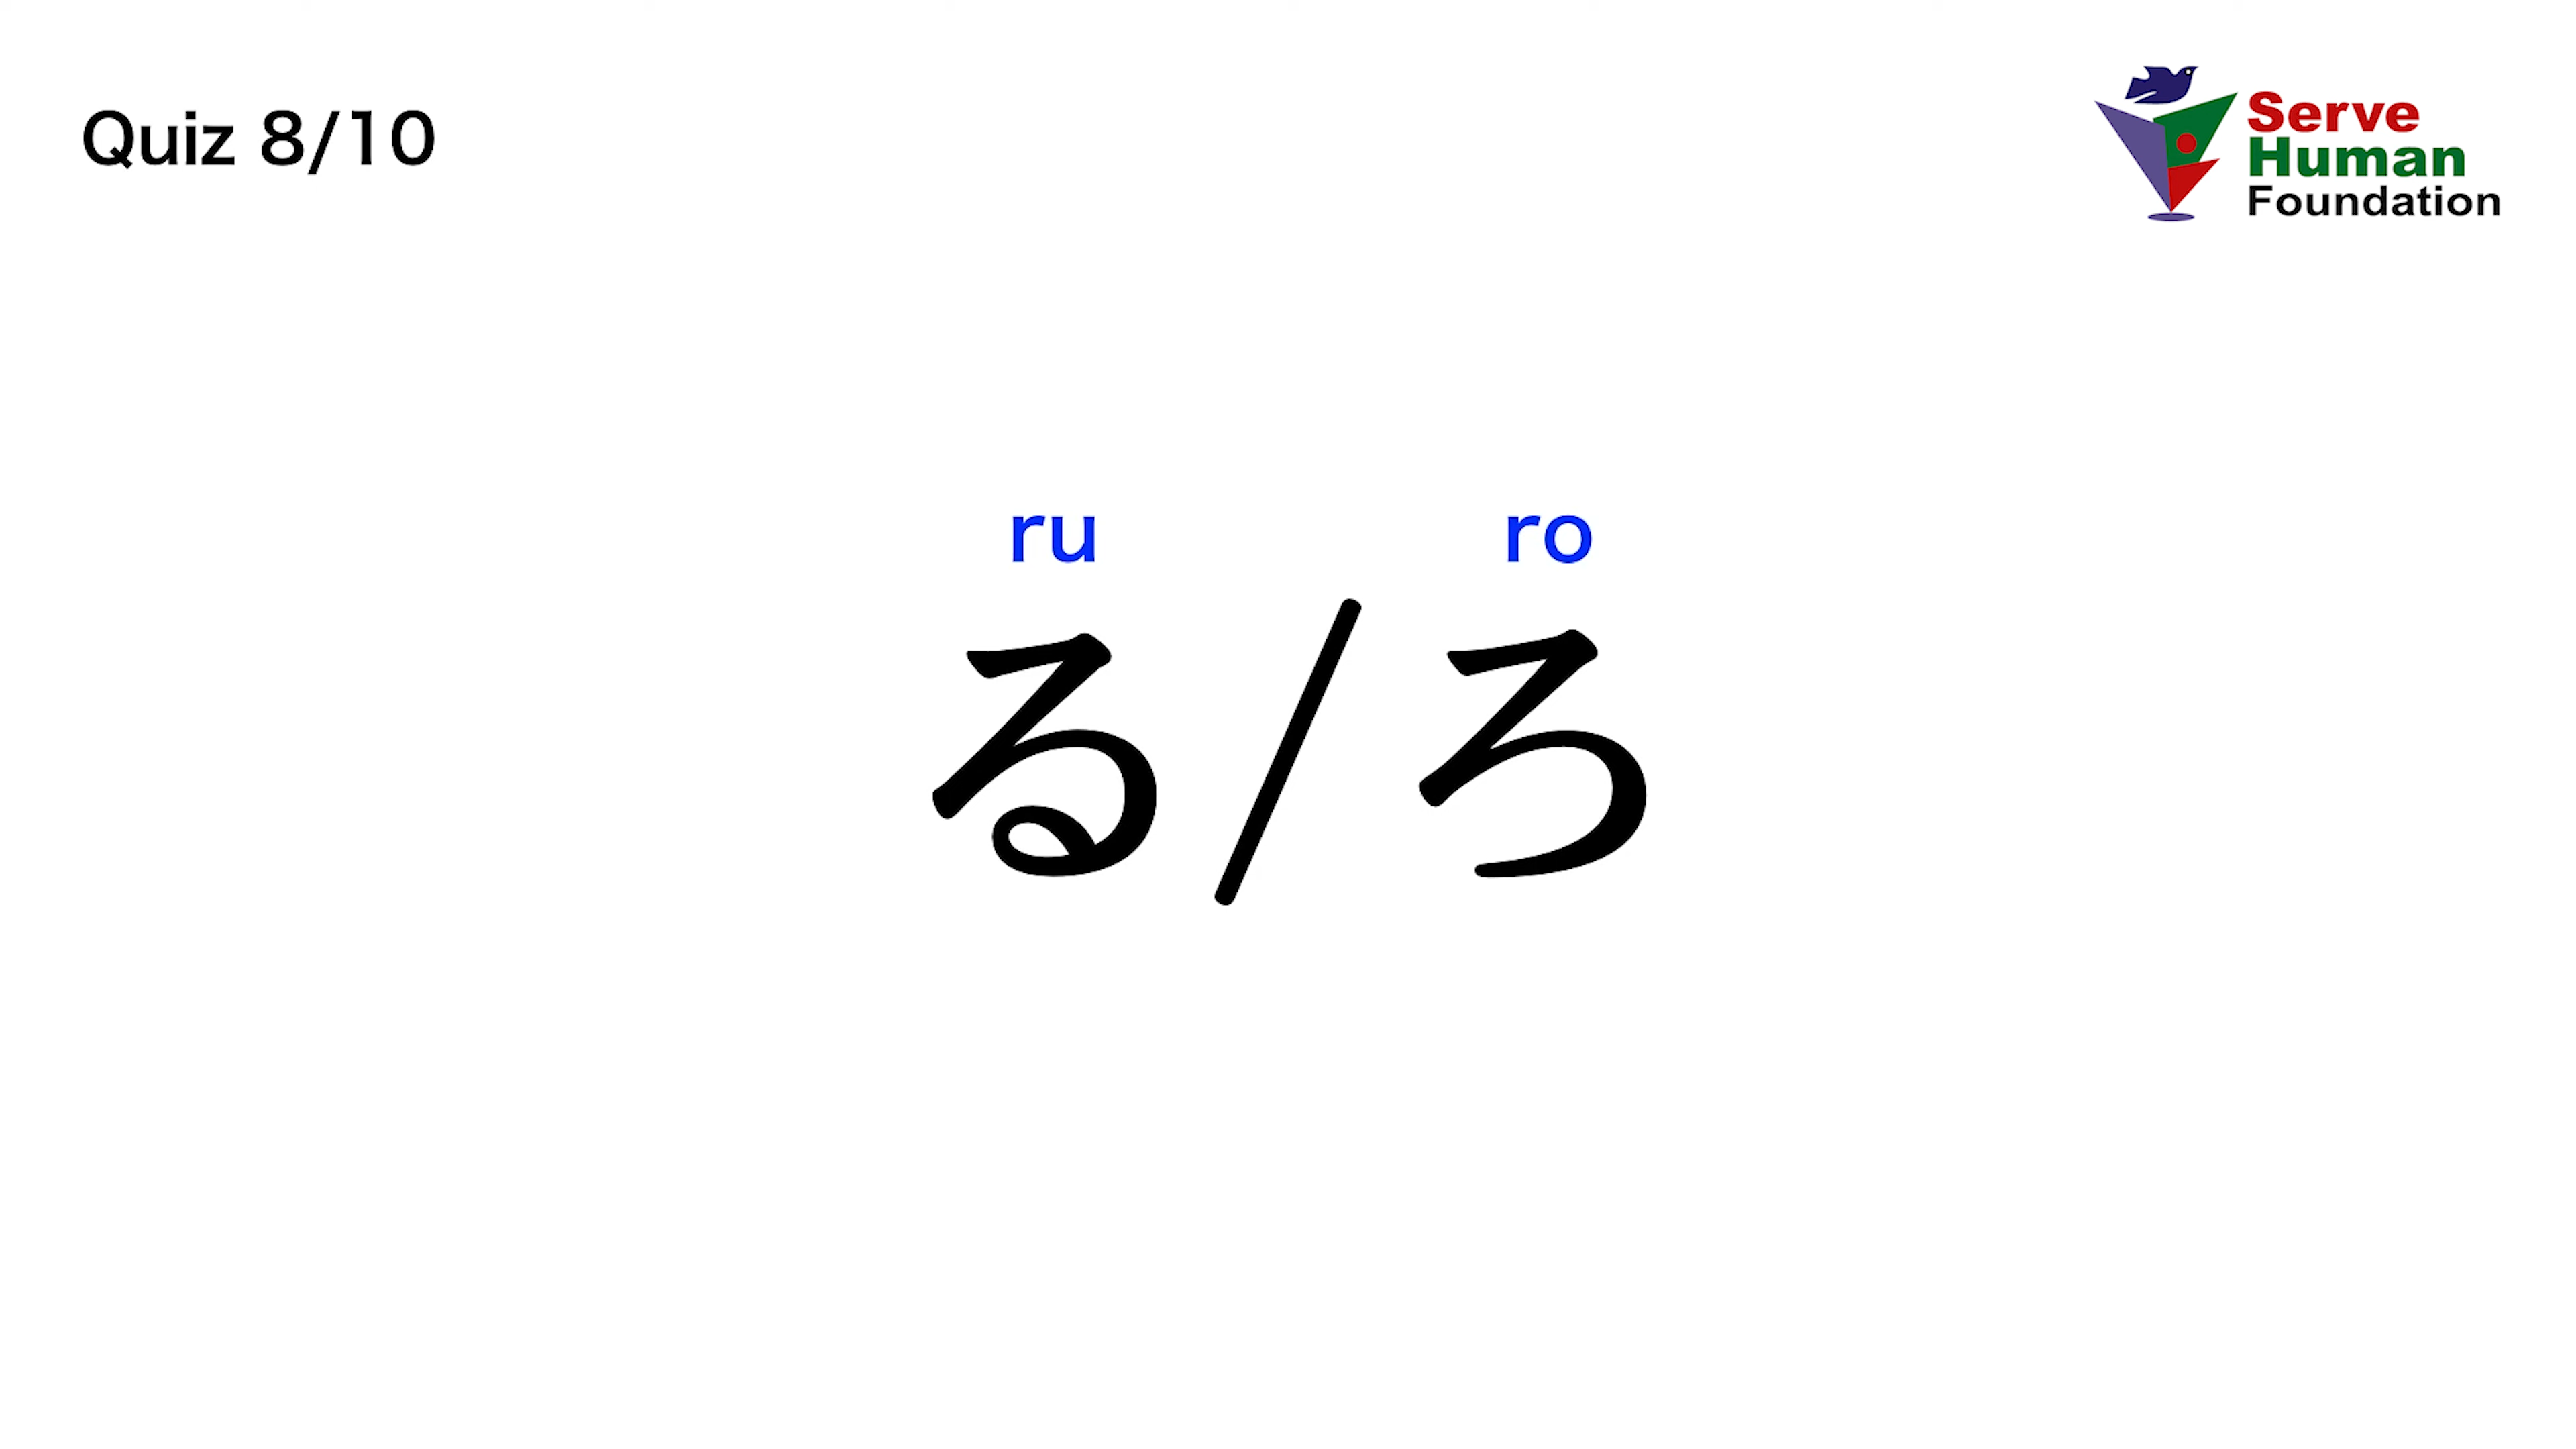 Quiz 8/10
Serve
Human
Foundation
ru ro
る/ろ